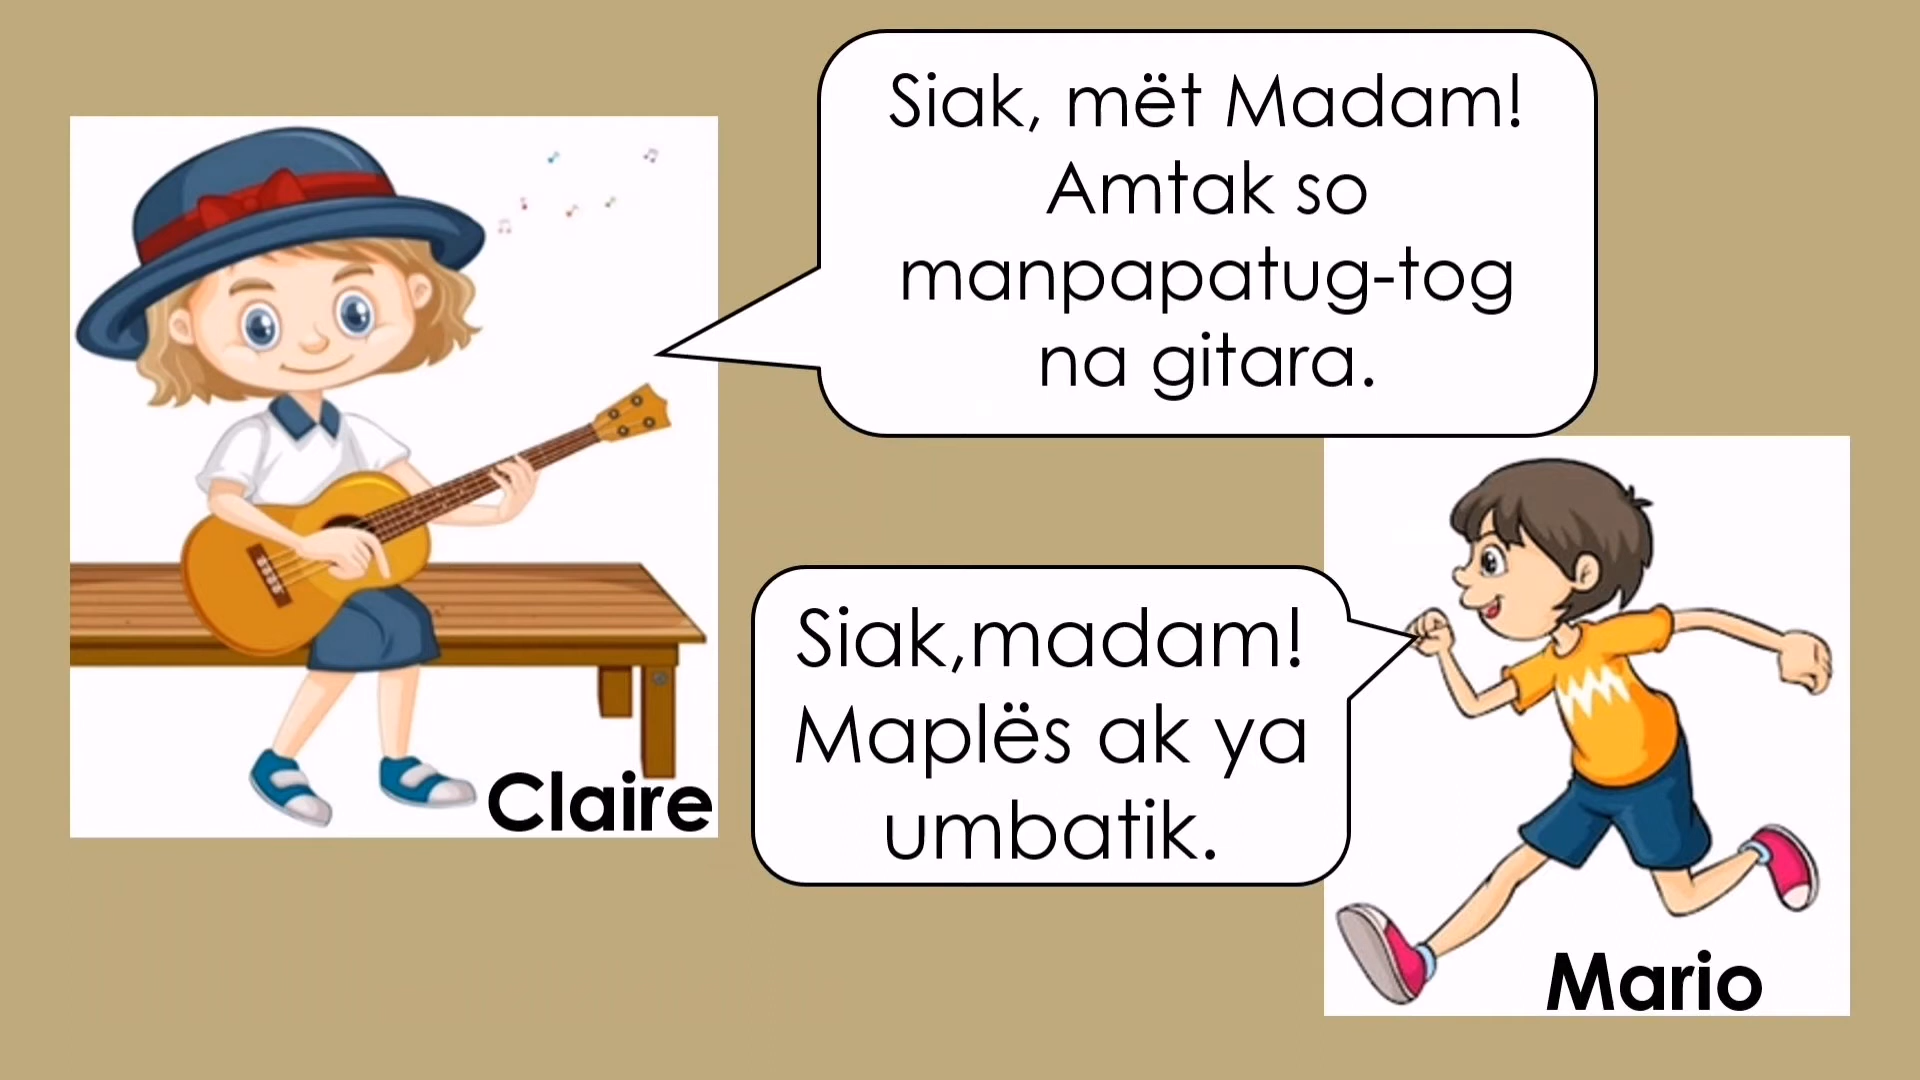 Siak, mët Madam!
Amtak so
manpapatug-tog
na gitara.
Claire
Siak,madam!
Maplës ak ya
umbatik.
Mario